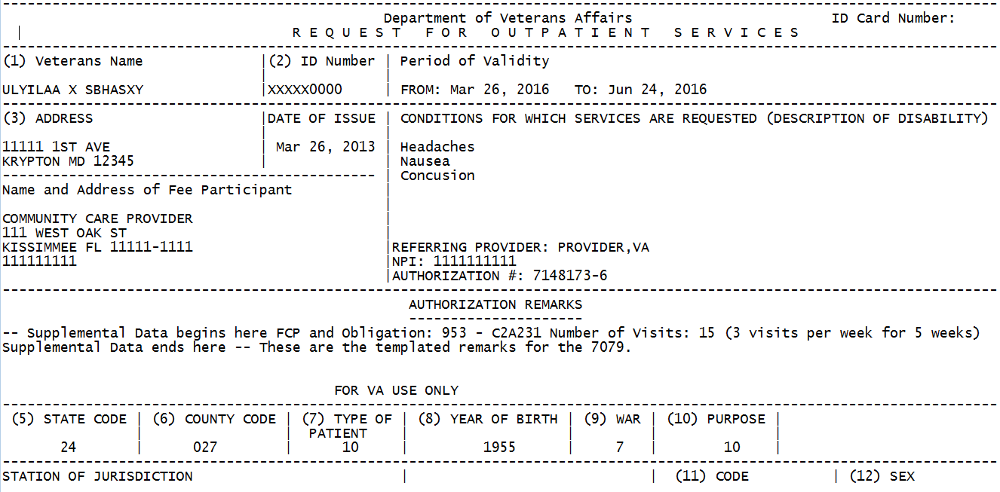 Department of Veterans Affairs ID Card Number:
R E Q U E S T F O R O U T P A T I E N T S E R V I C E S
(1) Veterans Name |(2) ID Number | Period of Validity
ULYILAA X SBHASXY |XXXXX0000 | FROM: Mar 26, 2016 TO: Jun 24, 2016
(3) ADDRESS |DATE OF ISSUE | CONDITIONS FOR WHICH SERVICES ARE REQUESTED (DESCRIPTION OF DISABILITY)
11111 1ST AVE | Mar 26, 2013 | Headaches
KRYPTON MD 12345 | | Nausea
Concusion
Name and Address of Fee Participant
COMMUNITY CARE PROVIDER
111 WEST OAK ST
KISSIMMEE FL 11111-1111 |REFERRING PROVIDER: PROVIDER,VA
111111111 |NPI: 1111111111
|AUTHORIZATION #: 7148173-6
AUTHORIZATION REMARKS
-- Supplemental Data begins here FCP and Obligation: 953 - C2A231 Number of Visits: 15 (3 visits per week for 5 weeks)
Supplemental Data ends here -- These are the templated remarks for the 7079.
FOR VA USE ONLY
(5) STATE CODE | (6) COUNTY CODE | (7) TYPE OF | (8) YEAR OF BIRTH | (9) WAR | (10) PURPOSE |
PATIENT
24 | 027 | 10 | 1955 | 7 | 10 |
STATION OF JURISDICTION | | (11) CODE | (12) SEX